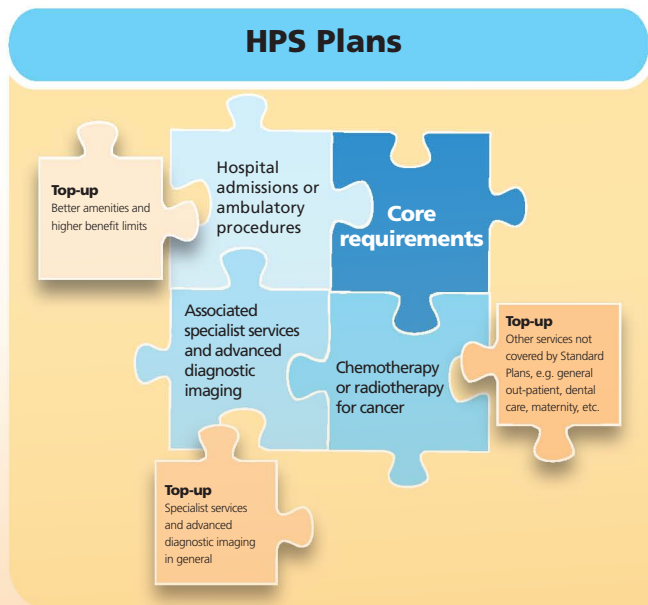 HPS Plans
Top-up
Better amenities and
higher benefit limits
Hospital
admissions or
ambulatory
procedures
Core
requirements
Associated
specialist services
and advanced
diagnostic
imaging
Chemotherapy
or radiotherapy
for cancer
Top-up
Other services not
covered by Standard
Plans, e.g. general
out-patient, dental
care, maternity, etc.
Top-up
Specialist services
and advanced
diagnostic imaging
in general